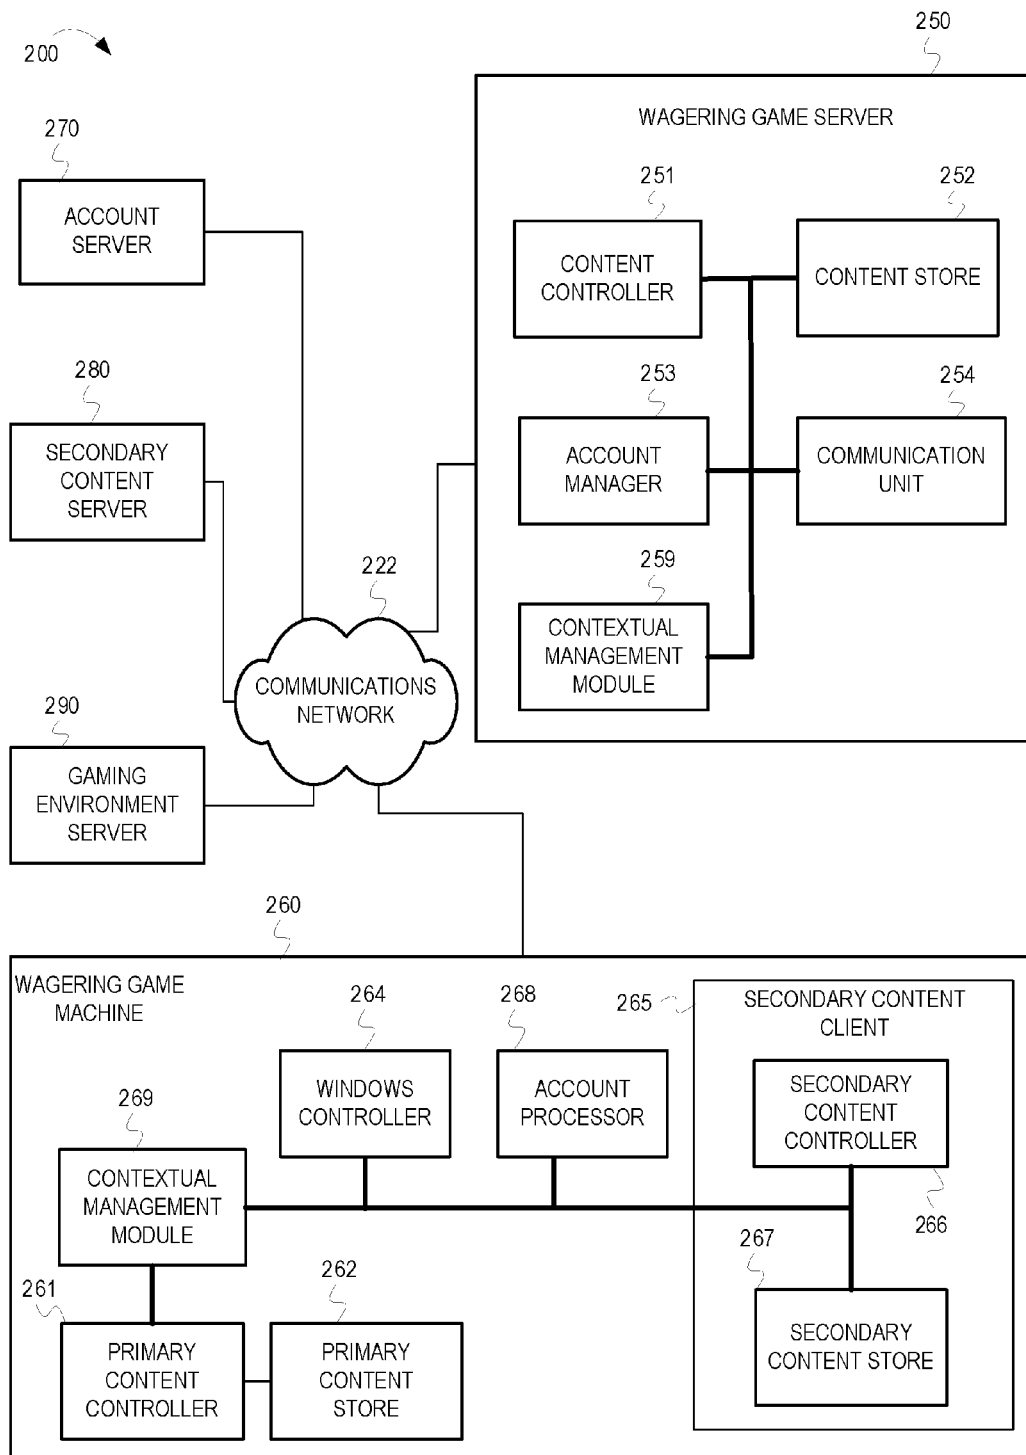 200
250
WAGERING GAME SERVER
270
ACCOUNT
SERVER
251
CONTENT
CONTROLLER
252
CONTENT STORE
280
SECONDARY
CONTENT
SERVER
253
ACCOUNT
MANAGER
254
COMMUNICATION
UNIT
222
COMMUNICATIONS
NETWORK
259
CONTEXTUAL
MANAGEMENT
MODULE
290
GAMING
ENVIRONMENT
SERVER
260
WAGERING GAME
MACHINE
264
WINDOWS
CONTROLLER
268
ACCOUNT
PROCESSOR
265
SECONDARY CONTENT
CLIENT
SECONDARY
CONTENT
CONTROLLER
266
269
CONTEXTUAL
MANAGEMENT
MODULE
267
SECONDARY
CONTENT STORE
261
PRIMARY
CONTENT
CONTROLLER
262
PRIMARY
CONTENT
STORE